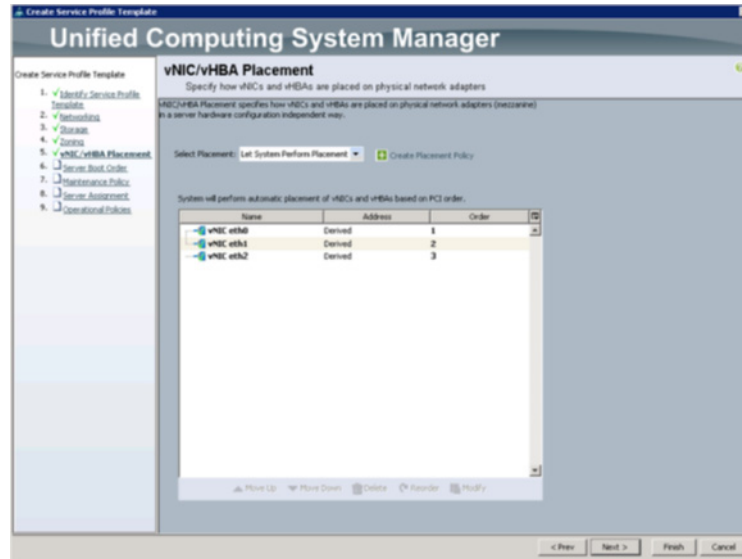 Create Service Profile Template
Unified Computing System Manager
Create Service Profile Template
1. Identify Service Profile
Template
2. Networking
3. Storage
4. Zoning
5. vNIC/vHBA Placement
6. Server Boot Order
7. Maintenance Policy
8. Server Assignment
9. Operational Policies
vNIC/vHBA Placement
Specify how vNICs and vHBAs are placed on physical network adapters
vNIC/vHBA Placement specifies how vNICs and vHBAs are placed on physical network adapters (mezzanine)
in a server hardware configuration independent way.
Select Placement: Let System Perform Placement Create Placement Policy
System will perform automatic placement of vNICs and vHBAs based on PCI order.
Name Address Order
vNIC eth0 Derived 1
vNIC eth1 Derived 2
vNIC eth2 Derived 3
Move Up Move Down Delete Reorder Modify
< Prev Next > Finish Cancel